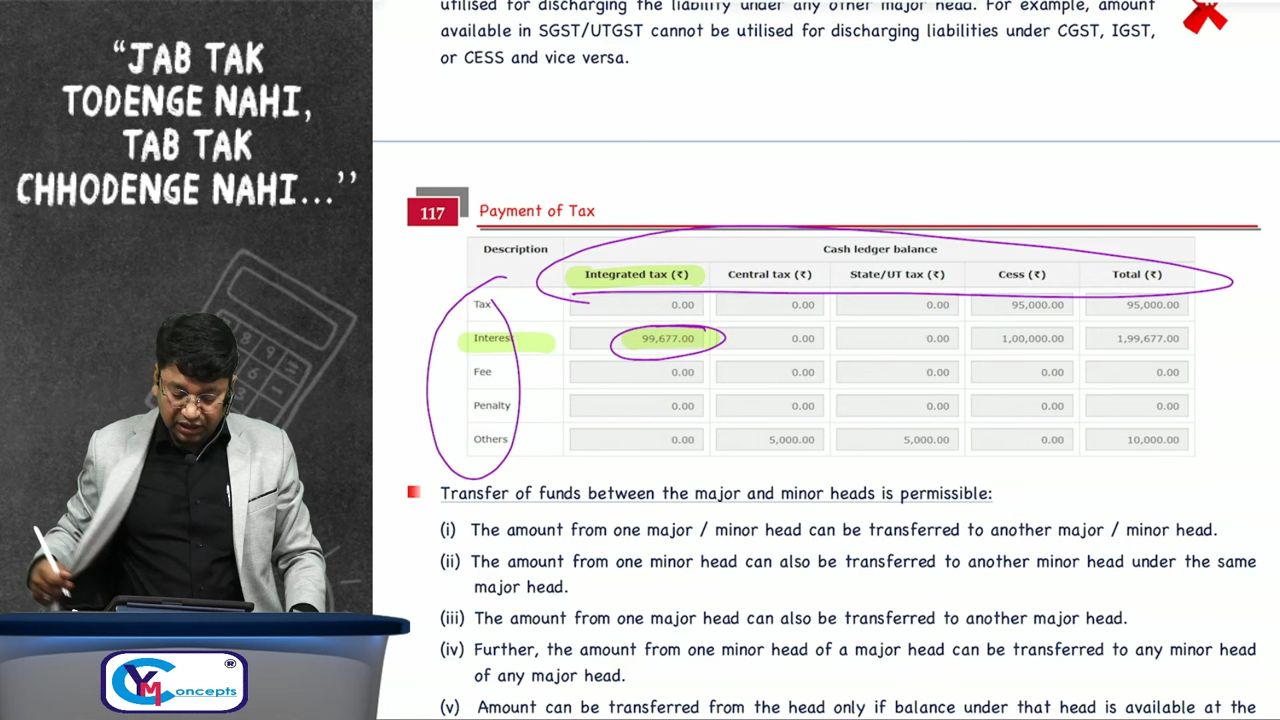 “JAB TAK
TODENGE NAHI,
TAB TAK
CHHODENGE NAHI...’’
utilised for discharging the liability under any other major head. For example, amount
available in SGST/UTGST cannot be utilised for discharging liabilities under CGST, IGST,
or CESS and vice versa.
117 Payment of Tax
Description Cash ledger balance
Integrated tax (₹) Central tax (₹) State/UT tax (₹) Cess (₹) Total (₹)
Tax 0.00 0.00 0.00 95,000.00 95,000.00
Interest 99,677.00 0.00 0.00 1,00,000.00 1,99,677.00
Fee 0.00 0.00 0.00 0.00 0.00
Penalty 0.00 0.00 0.00 0.00 0.00
Others 0.00 5,000.00 5,000.00 0.00 10,000.00
Transfer of funds between the major and minor heads is permissible:
(i) The amount from one major / minor head can be transferred to another major / minor head.
(ii) The amount from one minor head can also be transferred to another minor head under the same
major head.
(iii) The amount from one major head can also be transferred to another major head.
(iv) Further, the amount from one minor head of a major head can be transferred to any minor head
of any major head.
(v) Amount can be transferred from the head only if balance under that head is available at the
YM Concepts ®